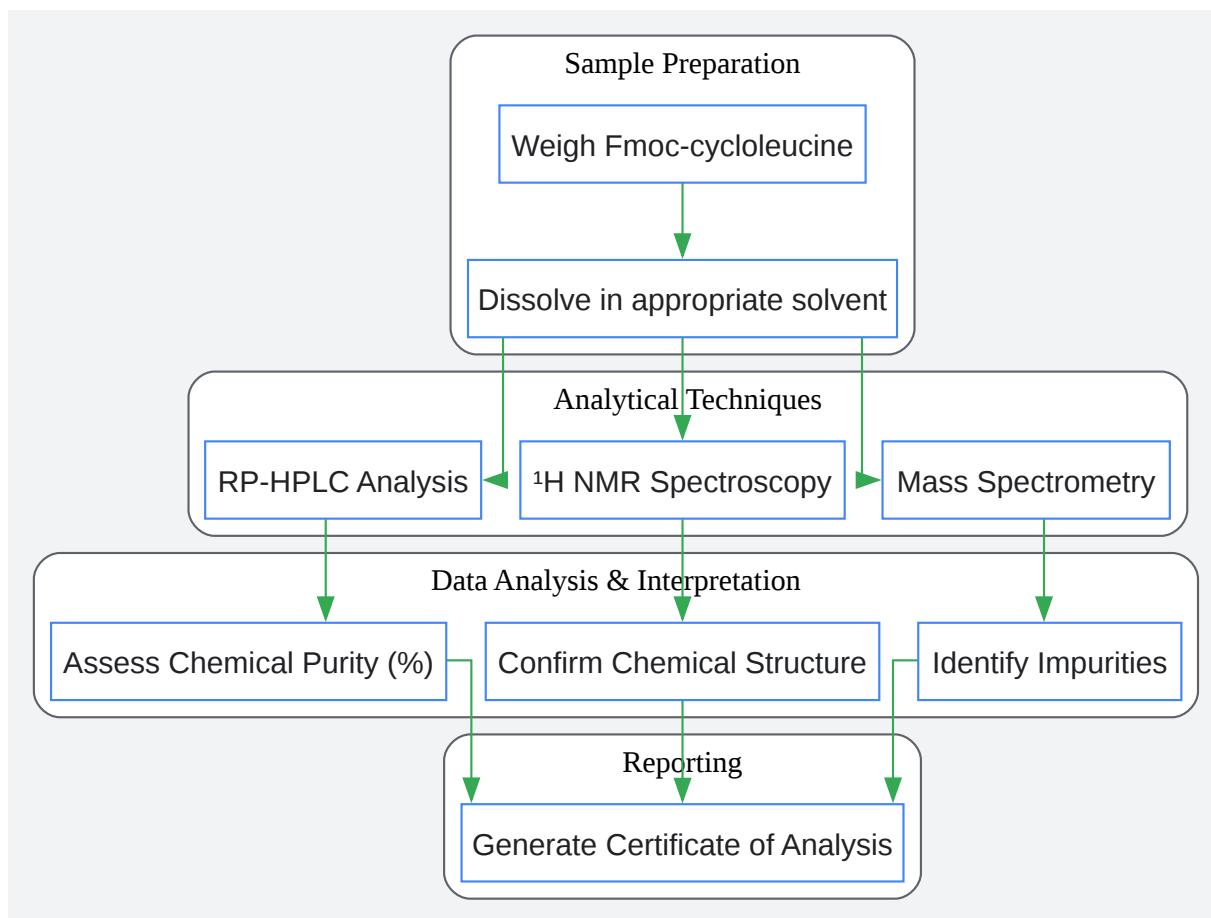 Sample Preparation
Weigh Fmoc-cycloleucine
Dissolve in appropriate solvent
Analytical Techniques
RP-HPLC Analysis
¹H NMR Spectroscopy
Mass Spectrometry
Data Analysis & Interpretation
Assess Chemical Purity (%)
Confirm Chemical Structure
Identify Impurities
Reporting
Generate Certificate of Analysis